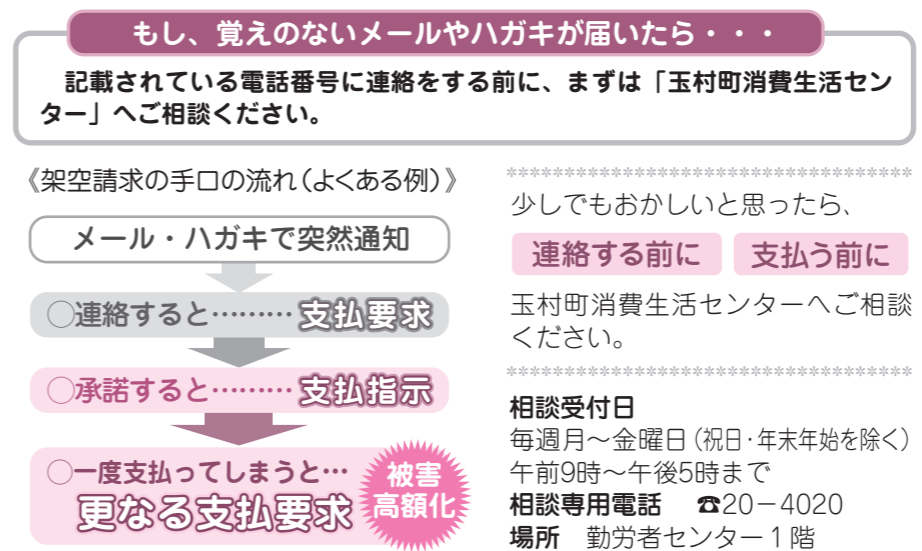 もし、覚えのないメールやハガキが届いたら・・・
記載されている電話番号に連絡をする前に、まずは「玉村町消費生活セン
ター」へご相談ください。
《架空請求の手口の流れ(よくある例)》
メール・ハガキで突然通知
○連絡すると………支払要求
○承諾すると………支払指示
○一度支払ってしまうと…
更なる支払要求
被害
高額化
**********************************
少しでもおかしいと思ったら、
連絡する前に 支払う前に
玉村町消費生活センターへご相談
ください。
**********************************
相談受付日
毎週月～金曜日(祝日・年末年始を除く)
午前9時～午後5時まで
相談専用電話 ☎20－4020
場所 勤労者センター1階